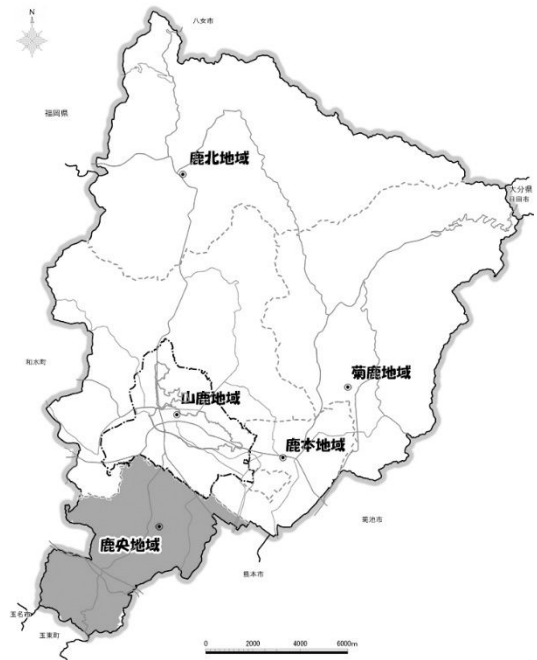 N
八女市
福岡県
鹿北地域
大分県
日田市
和水町
菊鹿地域
山鹿地域
鹿本地域
菊池市
鹿央地域
熊本市
玉名市
玉東町
0 2000 4000 6000m